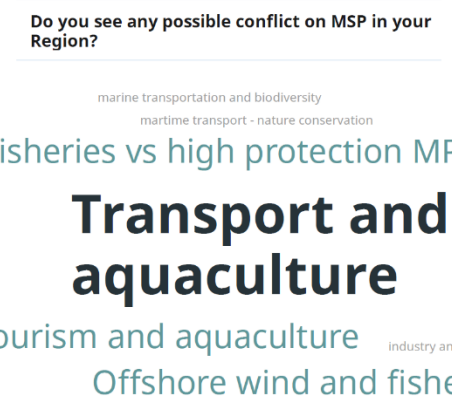 Do you see any possible conflict on MSP in your
Region?
marine transportation and biodiversity
martime transport - nature conservation
isheries vs high protection MP
Transport and
aquaculture
ourism and aquaculture
industry an
Offshore wind and fishe